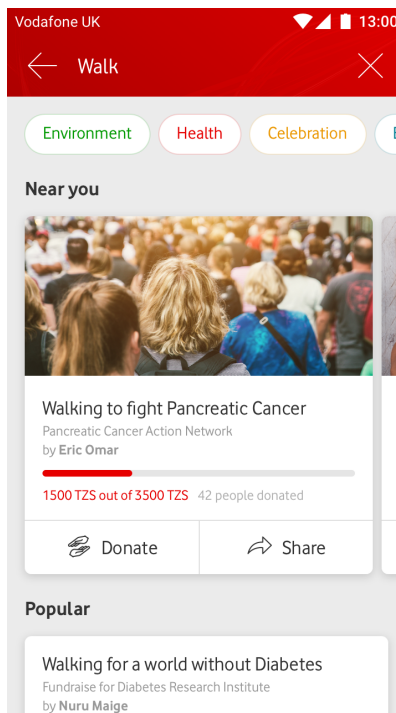 Vodafone UK 13:00
Walk
Environment Health Celebration
Near you
Walking to fight Pancreatic Cancer
Pancreatic Cancer Action Network
by Eric Omar
1500 TZS out of 3500 TZS 42 people donated
Donate Share
Popular
Walking for a world without Diabetes
Fundraise for Diabetes Research Institute
by Nuru Maige